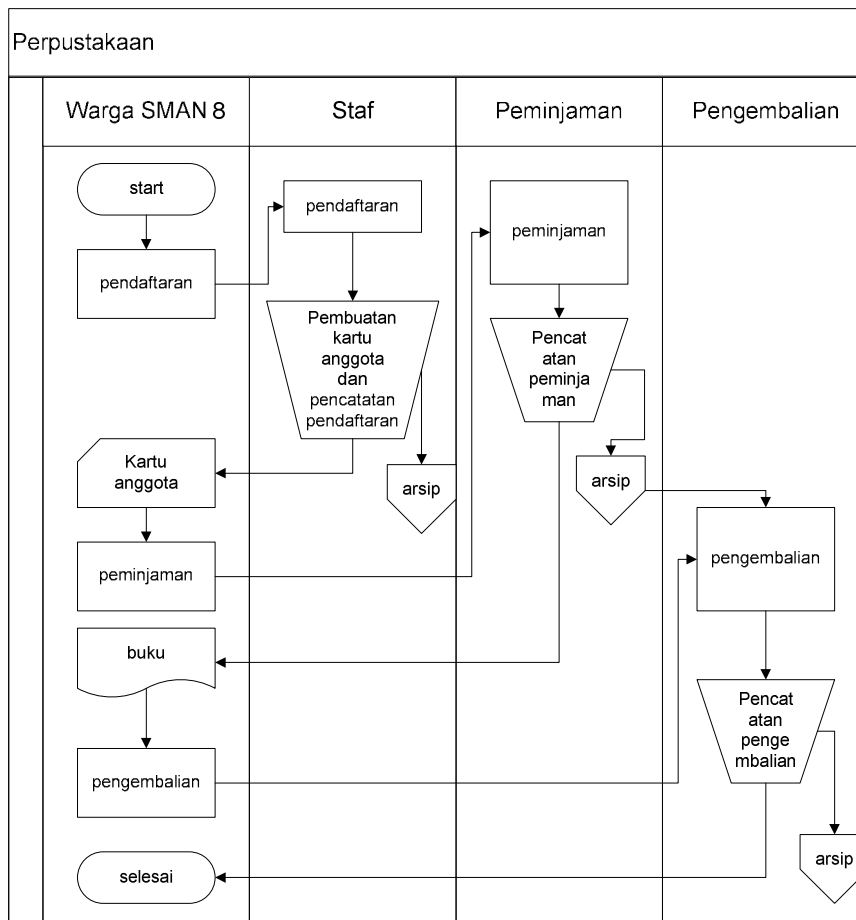 Perpustakaan
Warga SMAN 8
Staf
Peminjaman
Pengembalian
start
pendaftaran
pendaftaran
peminjaman
Pembuatan
kartu
anggota
dan
pencatatan
pendaftaran
Pencat
atan
peminja
man
Kartu
anggota
arsip
arsip
peminjaman
pengembalian
buku
Pencat
atan
penge
mbalian
pengembalian
selesai
arsip